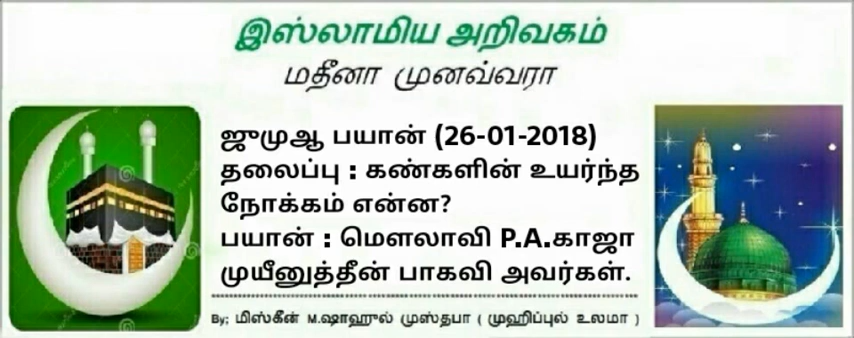 இஸ்லாமிய அறிவகம்
மதீனா முனவ்வரா
ஜுமுஆ பயான் (26-01-2018)
தலைப்பு : கண்களின் உயர்ந்த
நோக்கம் என்ன?
பயான் : மௌலாவி P.A.காஜா
முயீனுத்தீன் பாகவி அவர்கள்.
By; மிஸ்கீன் M.ஷாஹுல் முஸ்தபா ( முஹிப்புல் உலமா )